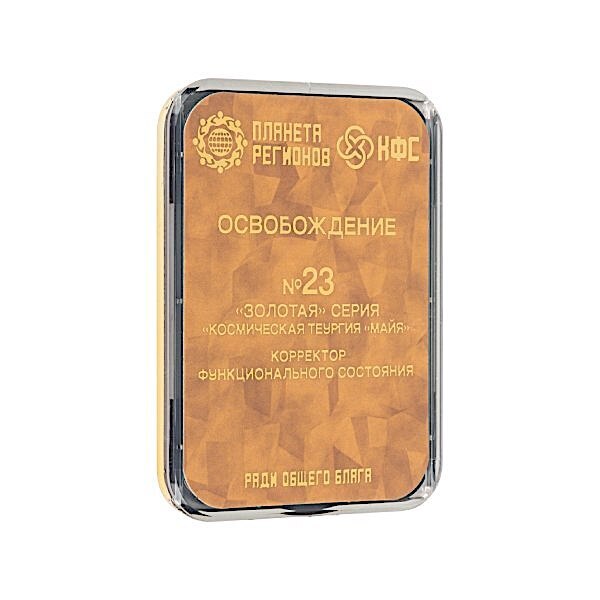 ПЛАНЕТА
РЕГИОНОВ
КФС
ОСВОБОЖДЕНИЕ
№23
«ЗОЛОТАЯ» СЕРИЯ
«КОСМИЧЕСКАЯ ТЕУРГИЯ «МАЙЯ»
КОРРЕКТОР
ФУНКЦИОНАЛЬНОГО СОСТОЯНИЯ
РАДИ ОБЩЕГО БЛАГА